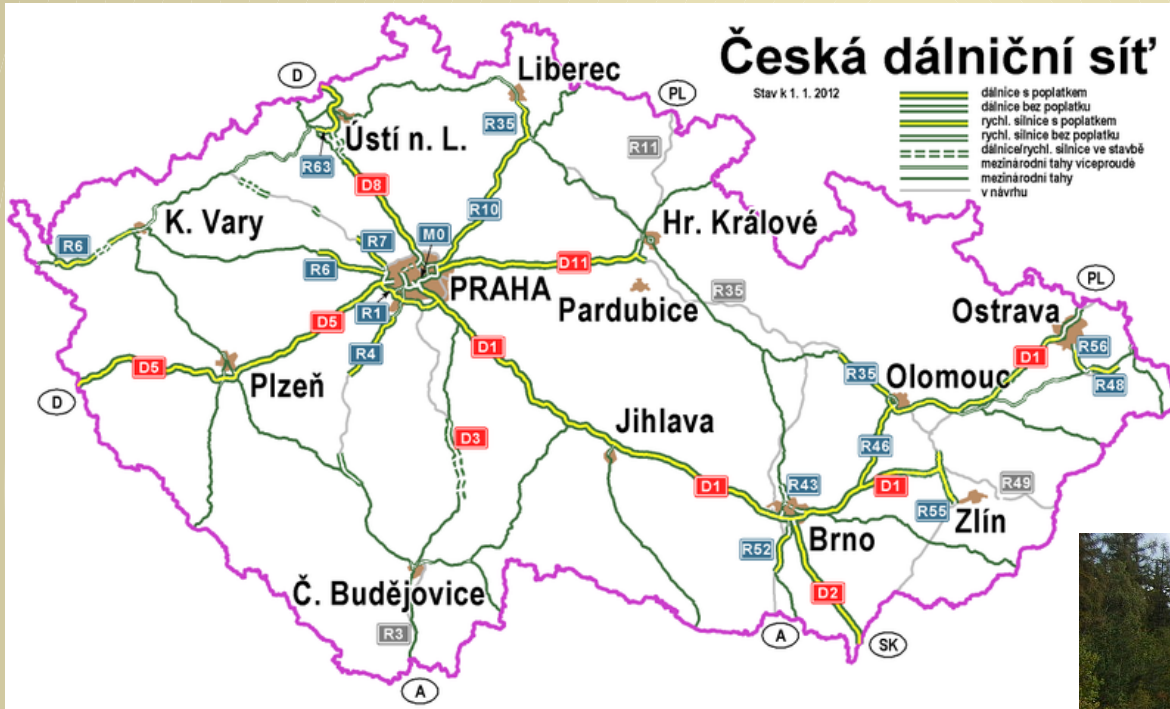 Česká dálniční síť
Stav k 1. 1. 2012
dálnice s poplatkem
dálnice bez poplatku
rychl. silnice s poplatkem
rychl. silnice bez poplatku
dálnice/rychl. silnice ve stavbě
mezinárodní tahy víceproudé
mezinárodní tahy
v návrhu
D
Liberec
PL
R35
Ústí n. L.
R11
R63
D8
R10
K. Vary
Hr. Králové
R6
R7
M0
R6
D11
PRAHA
R35
PL
R1
Pardubice
Ostrava
D5
D1
R56
R4
D1
D5
R35
Olomouc
R48
Plzeň
D
Jihlava
D3
R46
D1
R43
D1
R49
R55
Zlín
Brno
R52
Č. Budějovice
D2
R3
A
SK
A